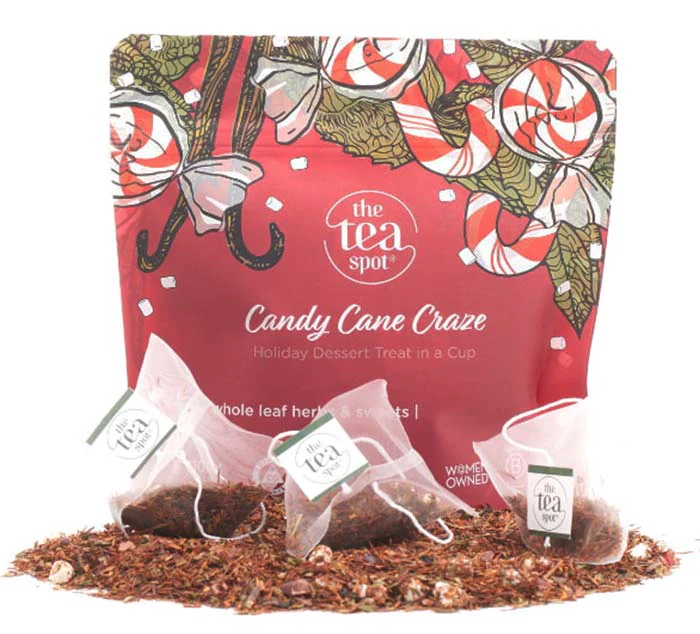 the
tea
spot®
Candy Cane Craze
Holiday Dessert Treat in a Cup
whole leaf herbs & sweets |
WOMEN
OWNED
B
the
tea
spot®
the
tea
spot®
the
tea
spot®